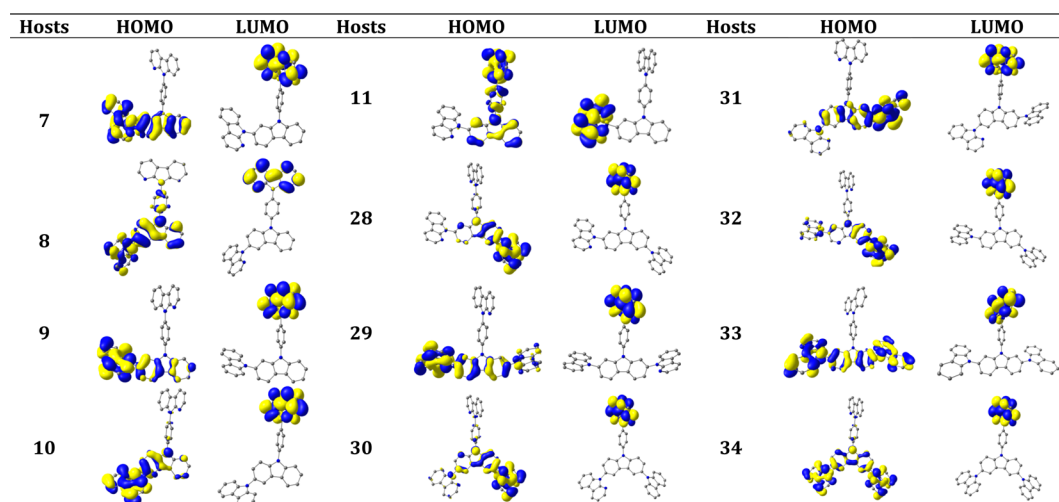 Hosts HOMO LUMO Hosts HOMO LUMO Hosts HOMO LUMO
7 11 31
8 28 32
9 29 33
10 30 34